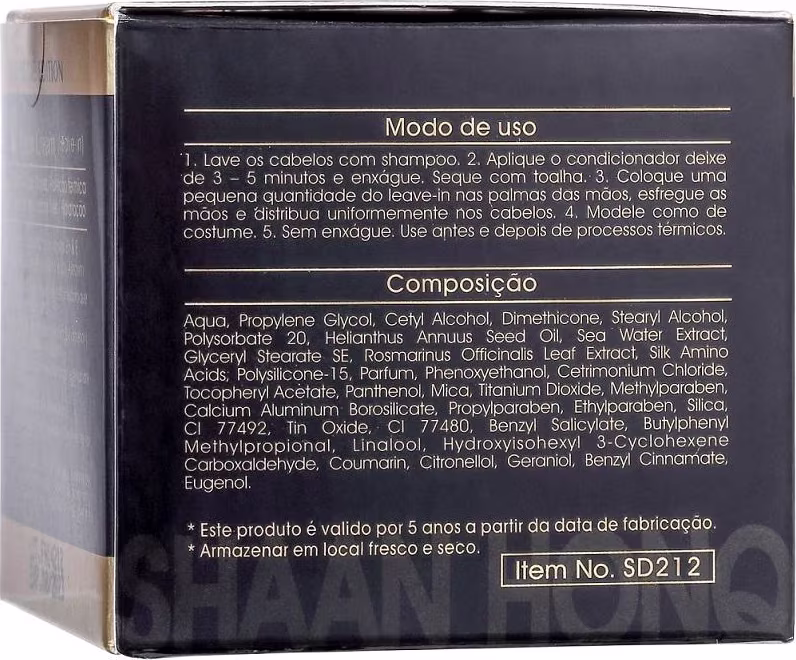 Modo de uso
1. Lave os cabelos com shampoo. 2. Aplique o condicionador deixe
de 3 – 5 minutos e enxágue. Seque com toalha. 3. Coloque uma
pequena quantidade do leave-in nas palmas das mãos, esfregue as
mãos e distribua uniformemente nos cabelos. 4. Modele como de
costume. 5. Sem enxágue. Use antes e depois de processos térmicos.
Composição
Aqua, Propylene Glycol, Cetyl Alcohol, Dimethicone, Stearyl Alcohol,
Polysorbate 20, Helianthus Annuus Seed Oil, Sea Water Extract,
Glyceryl Stearate SE, Rosmarinus Officinalis Leaf Extract, Silk Amino
Acids, Polysilicone-15, Parfum, Phenoxyethanol, Cetrimonium Chloride,
Tocopheryl Acetate, Panthenol, Mica, Titanium Dioxide, Methylparaben,
Calcium Aluminum Borosilicate, Propylparaben, Ethylparaben, Silica,
CI 77492, Tin Oxide, CI 77480, Benzyl Salicylate, Butylphenyl
Methylpropional, Linalool, Hydroxyisohexyl 3-Cyclohexene
Carboxaldehyde, Coumarin, Citronellol, Geraniol, Benzyl Cinnamate,
Eugenol.
* Este produto é valido por 5 anos a partir da data de fabricação.
* Armazenar em local fresco e seco.
Item No. SD212
SHAAN HONQ